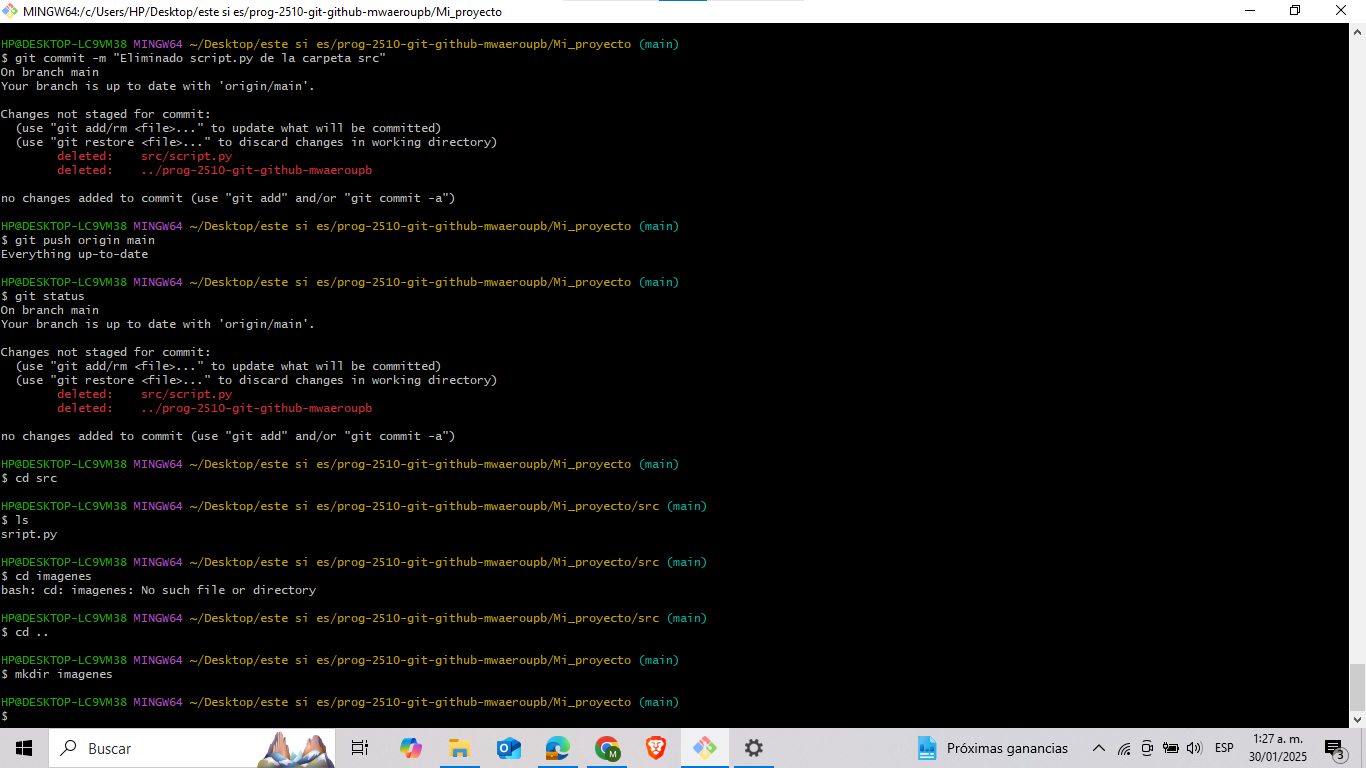 MINGW64:/c/Users/HP/Desktop/este si es/prog-2510-git-github-mwaeroupb/Mi_proyecto
HP@DESKTOP-LC9VM38 MINGW64 ~/Desktop/este si es/prog-2510-git-github-mwaeroupb/Mi_proyecto (main)
$ git commit -m "Eliminado script.py de la carpeta src"
On branch main
Your branch is up to date with 'origin/main'.
Changes not staged for commit:
(use "git add/rm <file>..." to update what will be committed)
(use "git restore <file>..." to discard changes in working directory)
deleted: src/script.py
deleted: ../prog-2510-git-github-mwaeroupb
no changes added to commit (use "git add" and/or "git commit -a")
HP@DESKTOP-LC9VM38 MINGW64 ~/Desktop/este si es/prog-2510-git-github-mwaeroupb/Mi_proyecto (main)
$ git push origin main
Everything up-to-date
HP@DESKTOP-LC9VM38 MINGW64 ~/Desktop/este si es/prog-2510-git-github-mwaeroupb/Mi_proyecto (main)
$ git status
On branch main
Your branch is up to date with 'origin/main'.
Changes not staged for commit:
(use "git add/rm <file>..." to update what will be committed)
(use "git restore <file>..." to discard changes in working directory)
deleted: src/script.py
deleted: ../prog-2510-git-github-mwaeroupb
no changes added to commit (use "git add" and/or "git commit -a")
HP@DESKTOP-LC9VM38 MINGW64 ~/Desktop/este si es/prog-2510-git-github-mwaeroupb/Mi_proyecto (main)
$ cd src
HP@DESKTOP-LC9VM38 MINGW64 ~/Desktop/este si es/prog-2510-git-github-mwaeroupb/Mi_proyecto/src (main)
$ ls
sript.py
HP@DESKTOP-LC9VM38 MINGW64 ~/Desktop/este si es/prog-2510-git-github-mwaeroupb/Mi_proyecto/src (main)
$ cd imagenes
bash: cd: imagenes: No such file or directory
HP@DESKTOP-LC9VM38 MINGW64 ~/Desktop/este si es/prog-2510-git-github-mwaeroupb/Mi_proyecto/src (main)
$ cd ..
HP@DESKTOP-LC9VM38 MINGW64 ~/Desktop/este si es/prog-2510-git-github-mwaeroupb/Mi_proyecto (main)
$ mkdir imagenes
HP@DESKTOP-LC9VM38 MINGW64 ~/Desktop/este si es/prog-2510-git-github-mwaeroupb/Mi_proyecto (main)
$
Buscar
M
Próximas ganancias
ESP
1:27 a. m.
30/01/2025
3